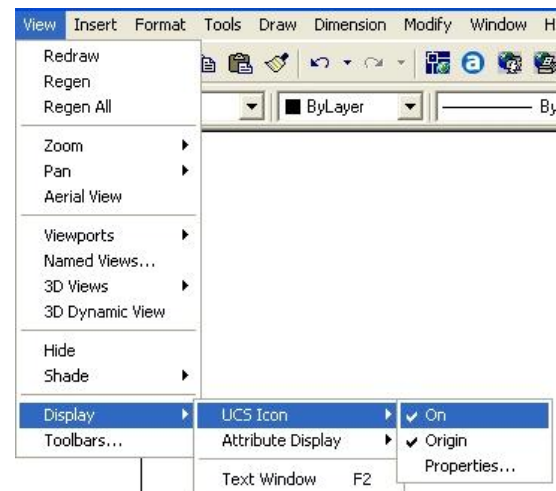 View Insert Format Tools Draw Dimension Modify Window H
Redraw
Regen
Regen All
ByLayer
By
Zoom
Pan
Aerial View
Viewports
Named Views...
3D Views
3D Dynamic View
Hide
Shade
Display
UCS Icon
On
Toolbars...
Attribute Display
Origin
Text Window F2
Properties...